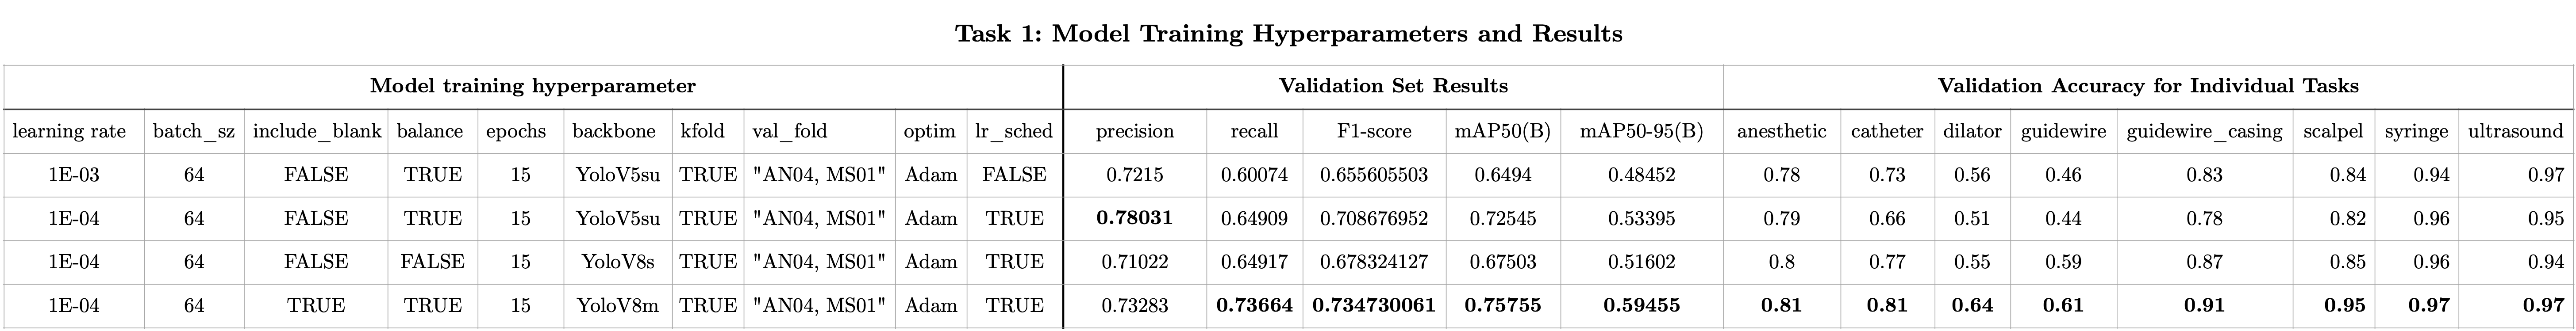 Task 1: Model Training Hyperparameters and Results
Model training hyperparameter Validation Set Results Validation Accuracy for Individual Tasks
learning rate batch_sz include_blank balance epochs backbone kfold val_fold optim lr_sched precision recall F1-score mAP50(B) mAP50-95(B) anesthetic catheter dilator guidewire guidewire_casing scalpel syringe ultrasound
1E-03 64 FALSE TRUE 15 YoloV5su TRUE "AN04, MS01" Adam FALSE 0.7215 0.60074 0.655605503 0.6494 0.48452 0.78 0.73 0.56 0.46 0.83 0.84 0.94 0.97
1E-04 64 FALSE TRUE 15 YoloV5su TRUE "AN04, MS01" Adam TRUE 0.78031 0.64909 0.708676952 0.72545 0.53395 0.79 0.66 0.51 0.44 0.78 0.82 0.96 0.95
1E-04 64 FALSE FALSE 15 YoloV8s TRUE "AN04, MS01" Adam TRUE 0.71022 0.64917 0.678324127 0.67503 0.51602 0.8 0.77 0.55 0.59 0.87 0.85 0.96 0.94
1E-04 64 TRUE TRUE 15 YoloV8m TRUE "AN04, MS01" Adam TRUE 0.73283 0.73664 0.734730061 0.75755 0.59455 0.81 0.81 0.64 0.61 0.91 0.95 0.97 0.97